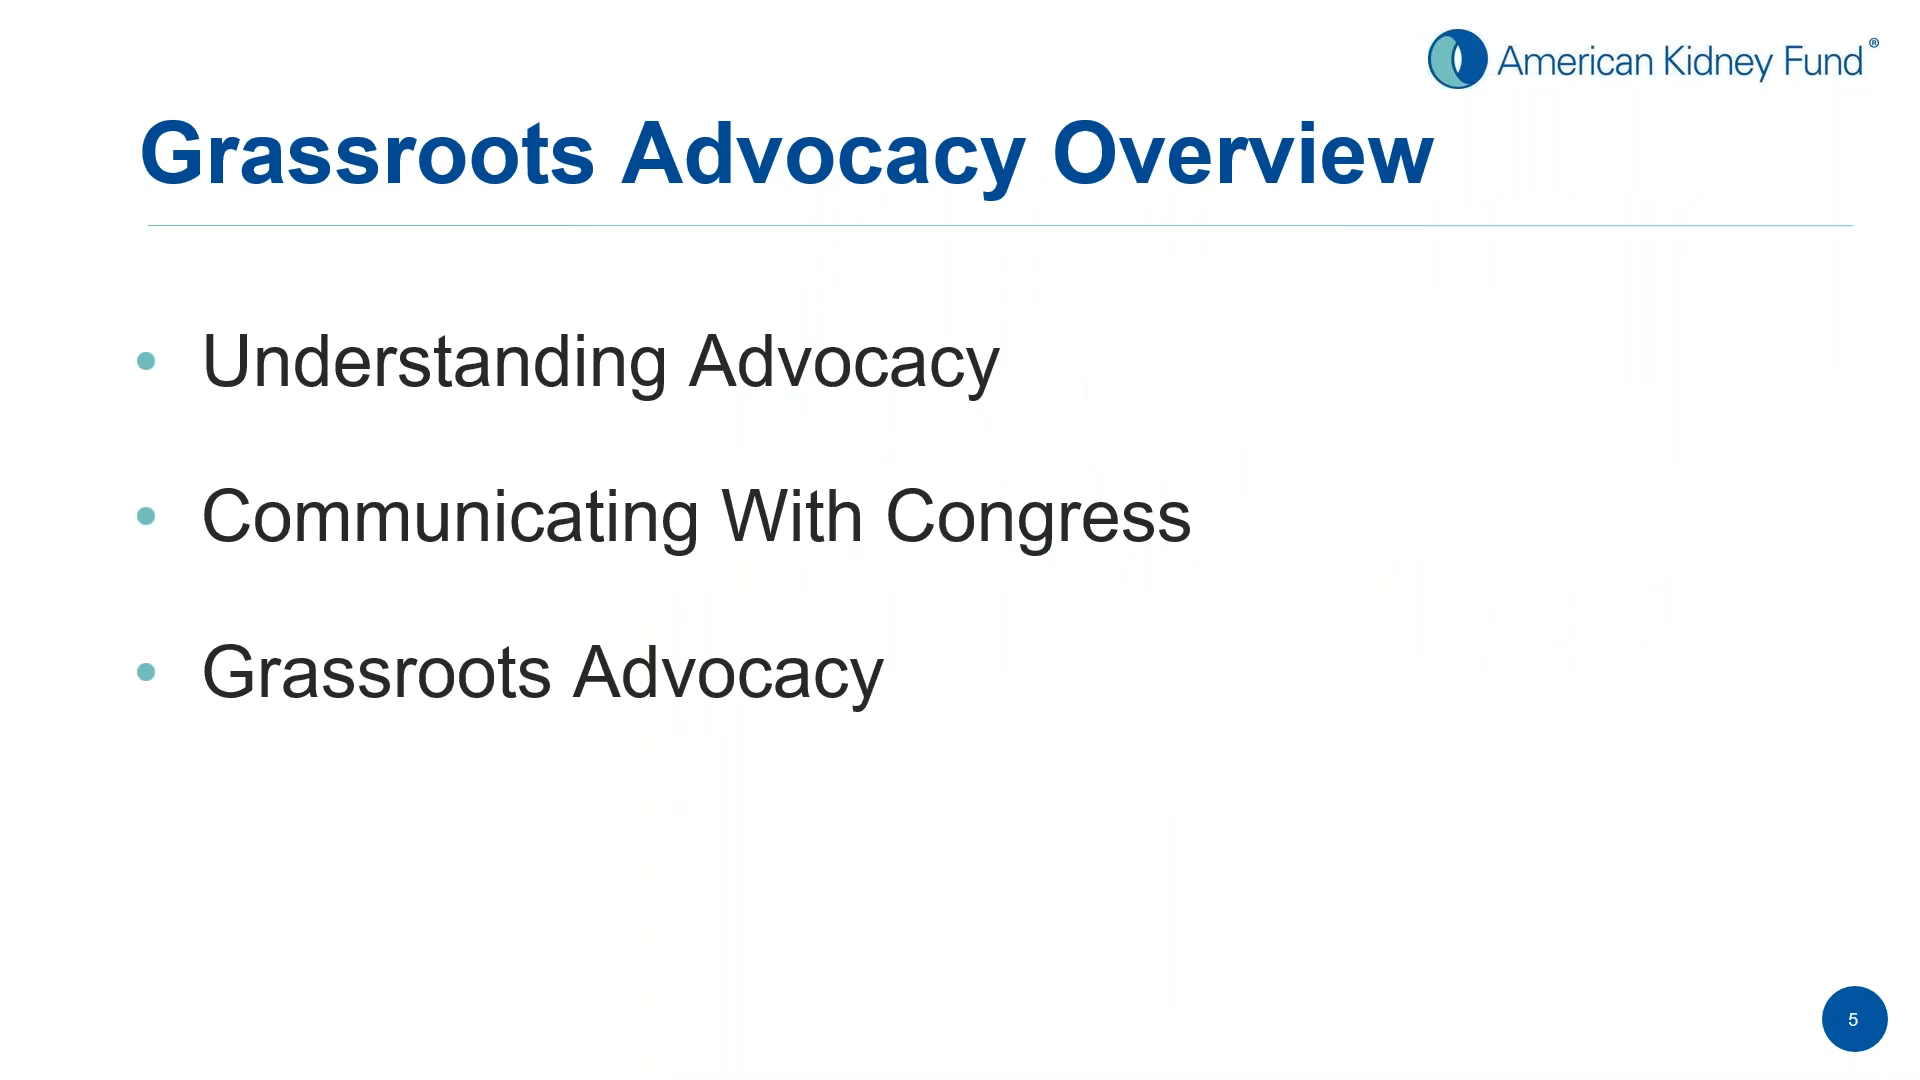 American Kidney Fund®
Grassroots Advocacy Overview
• Understanding Advocacy
• Communicating With Congress
• Grassroots Advocacy
5